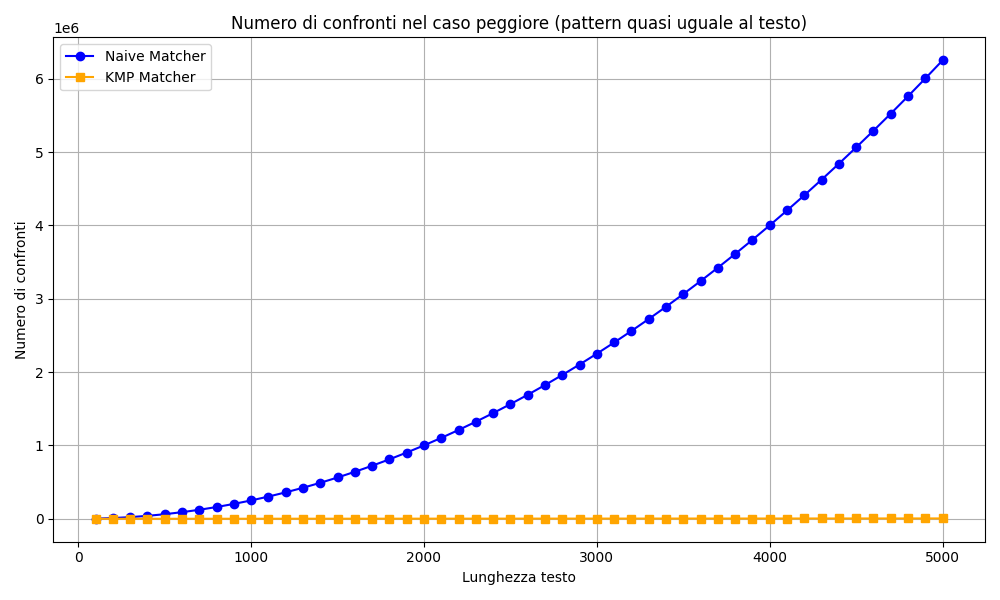 Numero di confronti nel caso peggiore (pattern quasi uguale al testo)
1e6
Naive Matcher
KMP Matcher
6
5
4
3
2
1
0
Numero di confronti
0 1000 2000 3000 4000 5000
Lunghezza testo